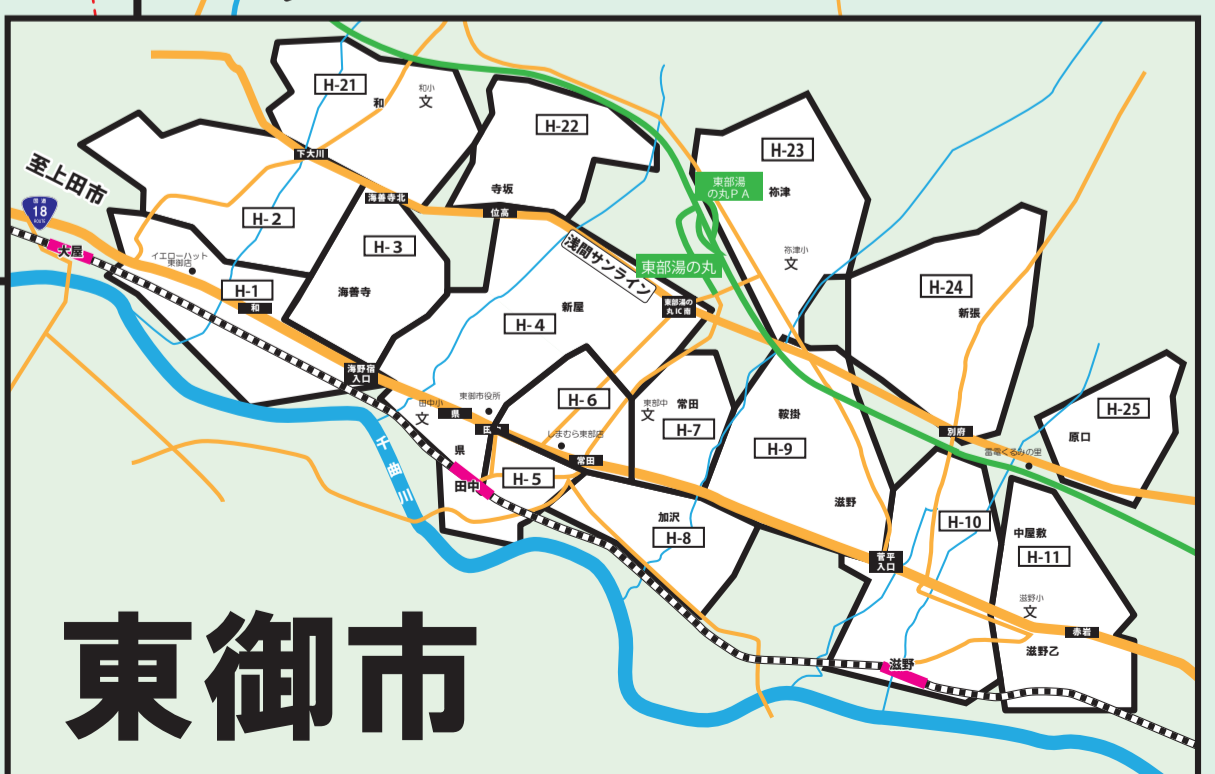 H-21
和
和小
文
H-22
H-23
東部湯
の丸PA
祢津
下大川
寺坂
至上田市
国道
18
ROUTE
海善寺北
位高
H-2
H-3
浅間サンライン
祢津小
文
大屋
イエローハット
東御店
東部湯の丸
H-24
H-1
海善寺
和
新屋
東部湯の
丸IC南
新張
H-4
海野宿
入口
H-25
東御市役所
H-6
田中小
文
県
東部中
文
常田
H-7
鞍掛
原口
しまむら東部店
H-9
別府
雷電くるみの里
千曲川
県
常田
田中
H-5
滋野
加沢
H-8
H-10
中屋敷
H-11
菅平
入口
滋野小
文
赤岩
滋野乙
滋野
東御市